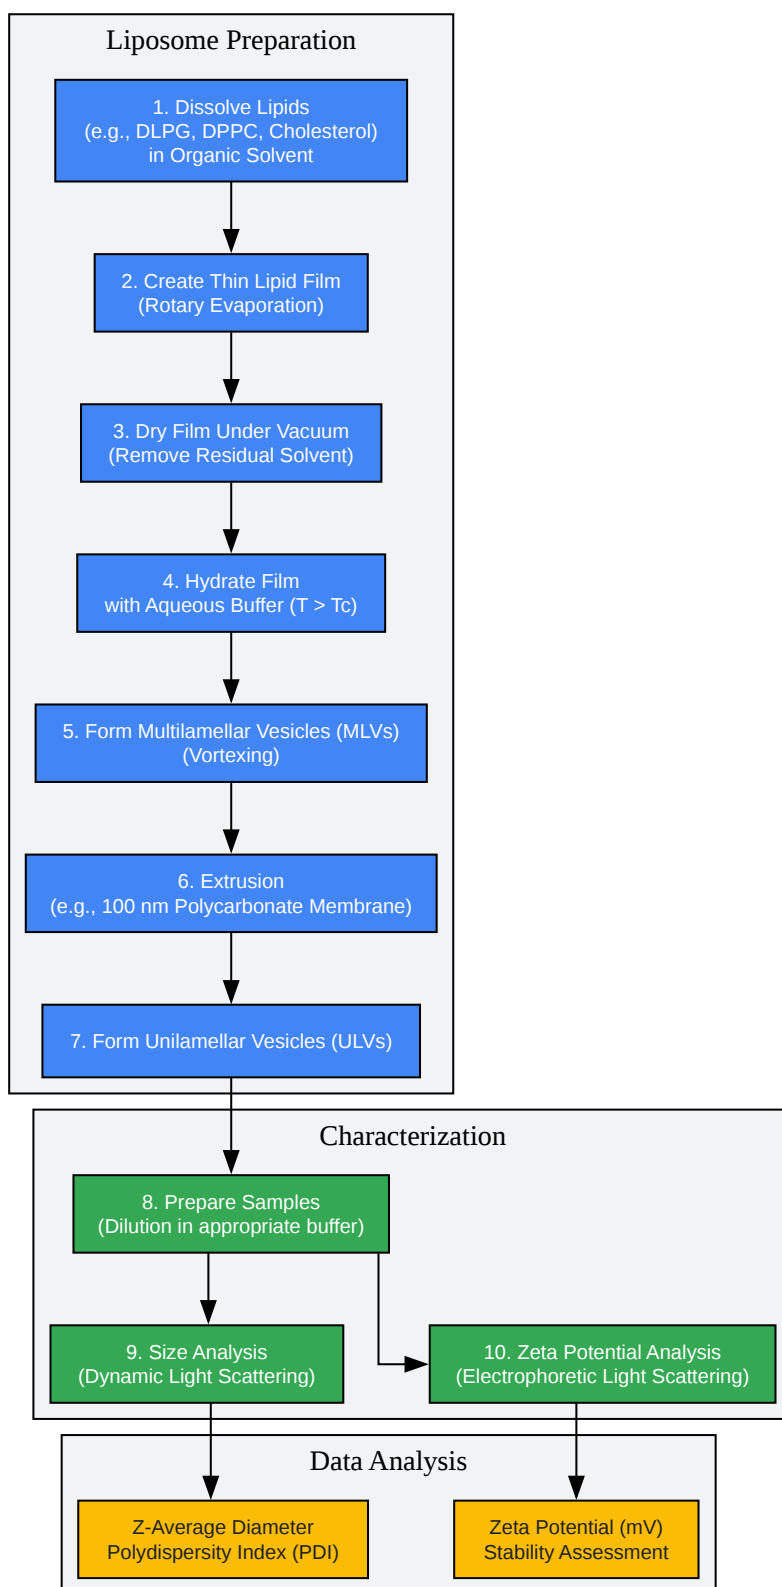 Liposome Preparation
1. Dissolve Lipids
(e.g., DLPG, DPPC, Cholesterol)
in Organic Solvent
2. Create Thin Lipid Film
(Rotary Evaporation)
3. Dry Film Under Vacuum
(Remove Residual Solvent)
4. Hydrate Film
with Aqueous Buffer (T > Tc)
5. Form Multilamellar Vesicles (MLVs)
(Vortexing)
6. Extrusion
(e.g., 100 nm Polycarbonate Membrane)
7. Form Unilamellar Vesicles (ULVs)
Characterization
8. Prepare Samples
(Dilution in appropriate buffer)
9. Size Analysis
(Dynamic Light Scattering)
10. Zeta Potential Analysis
(Electrophoretic Light Scattering)
Data Analysis
Z-Average Diameter
Polydispersity Index (PDI)
Zeta Potential (mV)
Stability Assessment